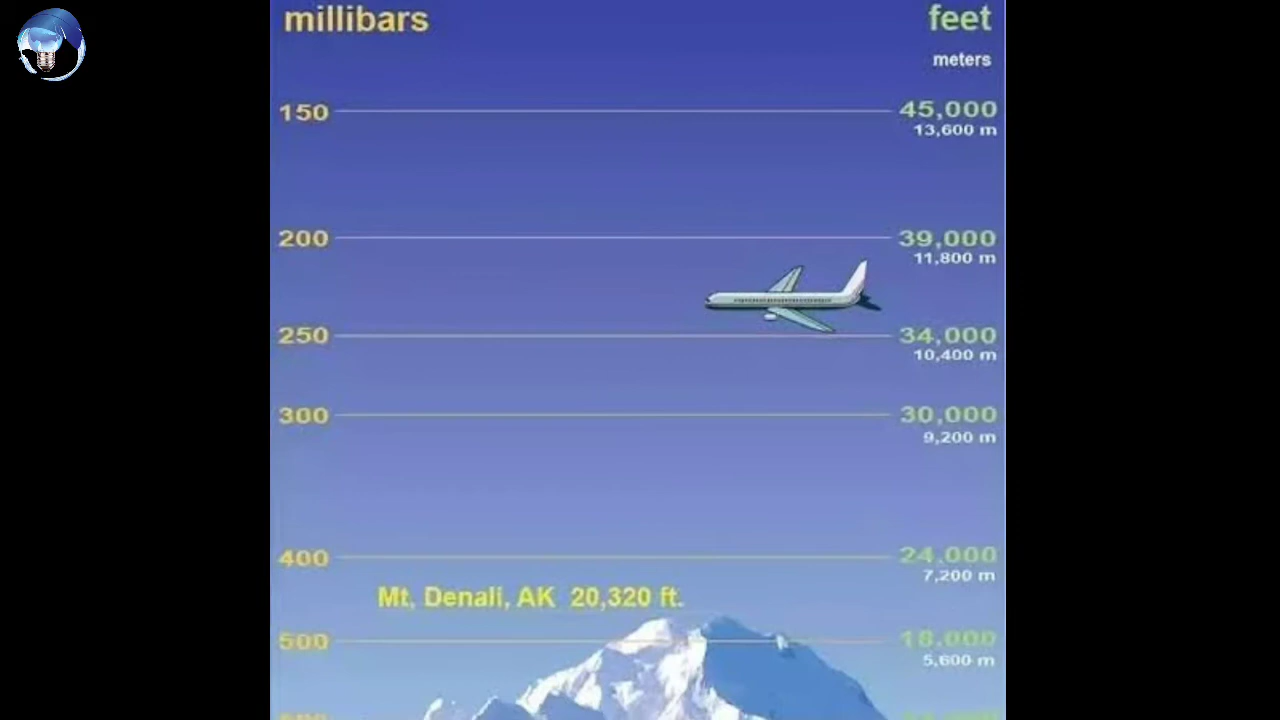 millibars
feet
meters
150
45,000
13,600 m
200
39,000
11,800 m
250
34,000
10,400 m
300
30,000
9,200 m
400
24,000
7,200 m
Mt, Denali, AK 20,320 ft.
500
18,000
5,600 m